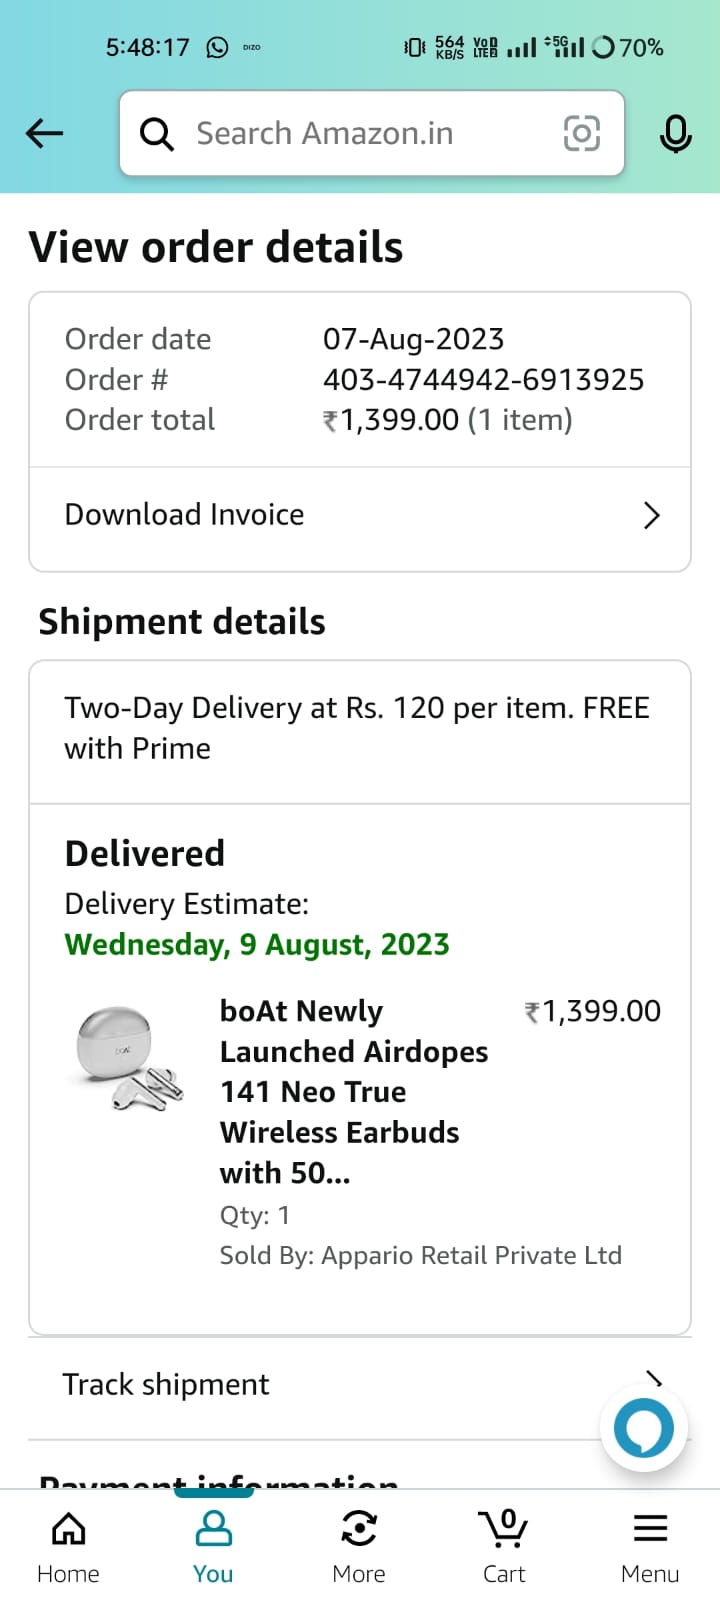 5:48:17 DIZO 564 KB/S VoD LTE2 5G 70%
Search Amazon.in
View order details
Order date 07-Aug-2023
Order # 403-4744942-6913925
Order total ₹1,399.00 (1 item)
Download Invoice
Shipment details
Two-Day Delivery at Rs. 120 per item. FREE
with Prime
Delivered
Delivery Estimate:
Wednesday, 9 August, 2023
boAt Newly ₹1,399.00
Launched Airdopes
141 Neo True
Wireless Earbuds
with 50...
Qty: 1
Sold By: Appario Retail Private Ltd
Track shipment
Payment information
0
Home You More Cart Menu